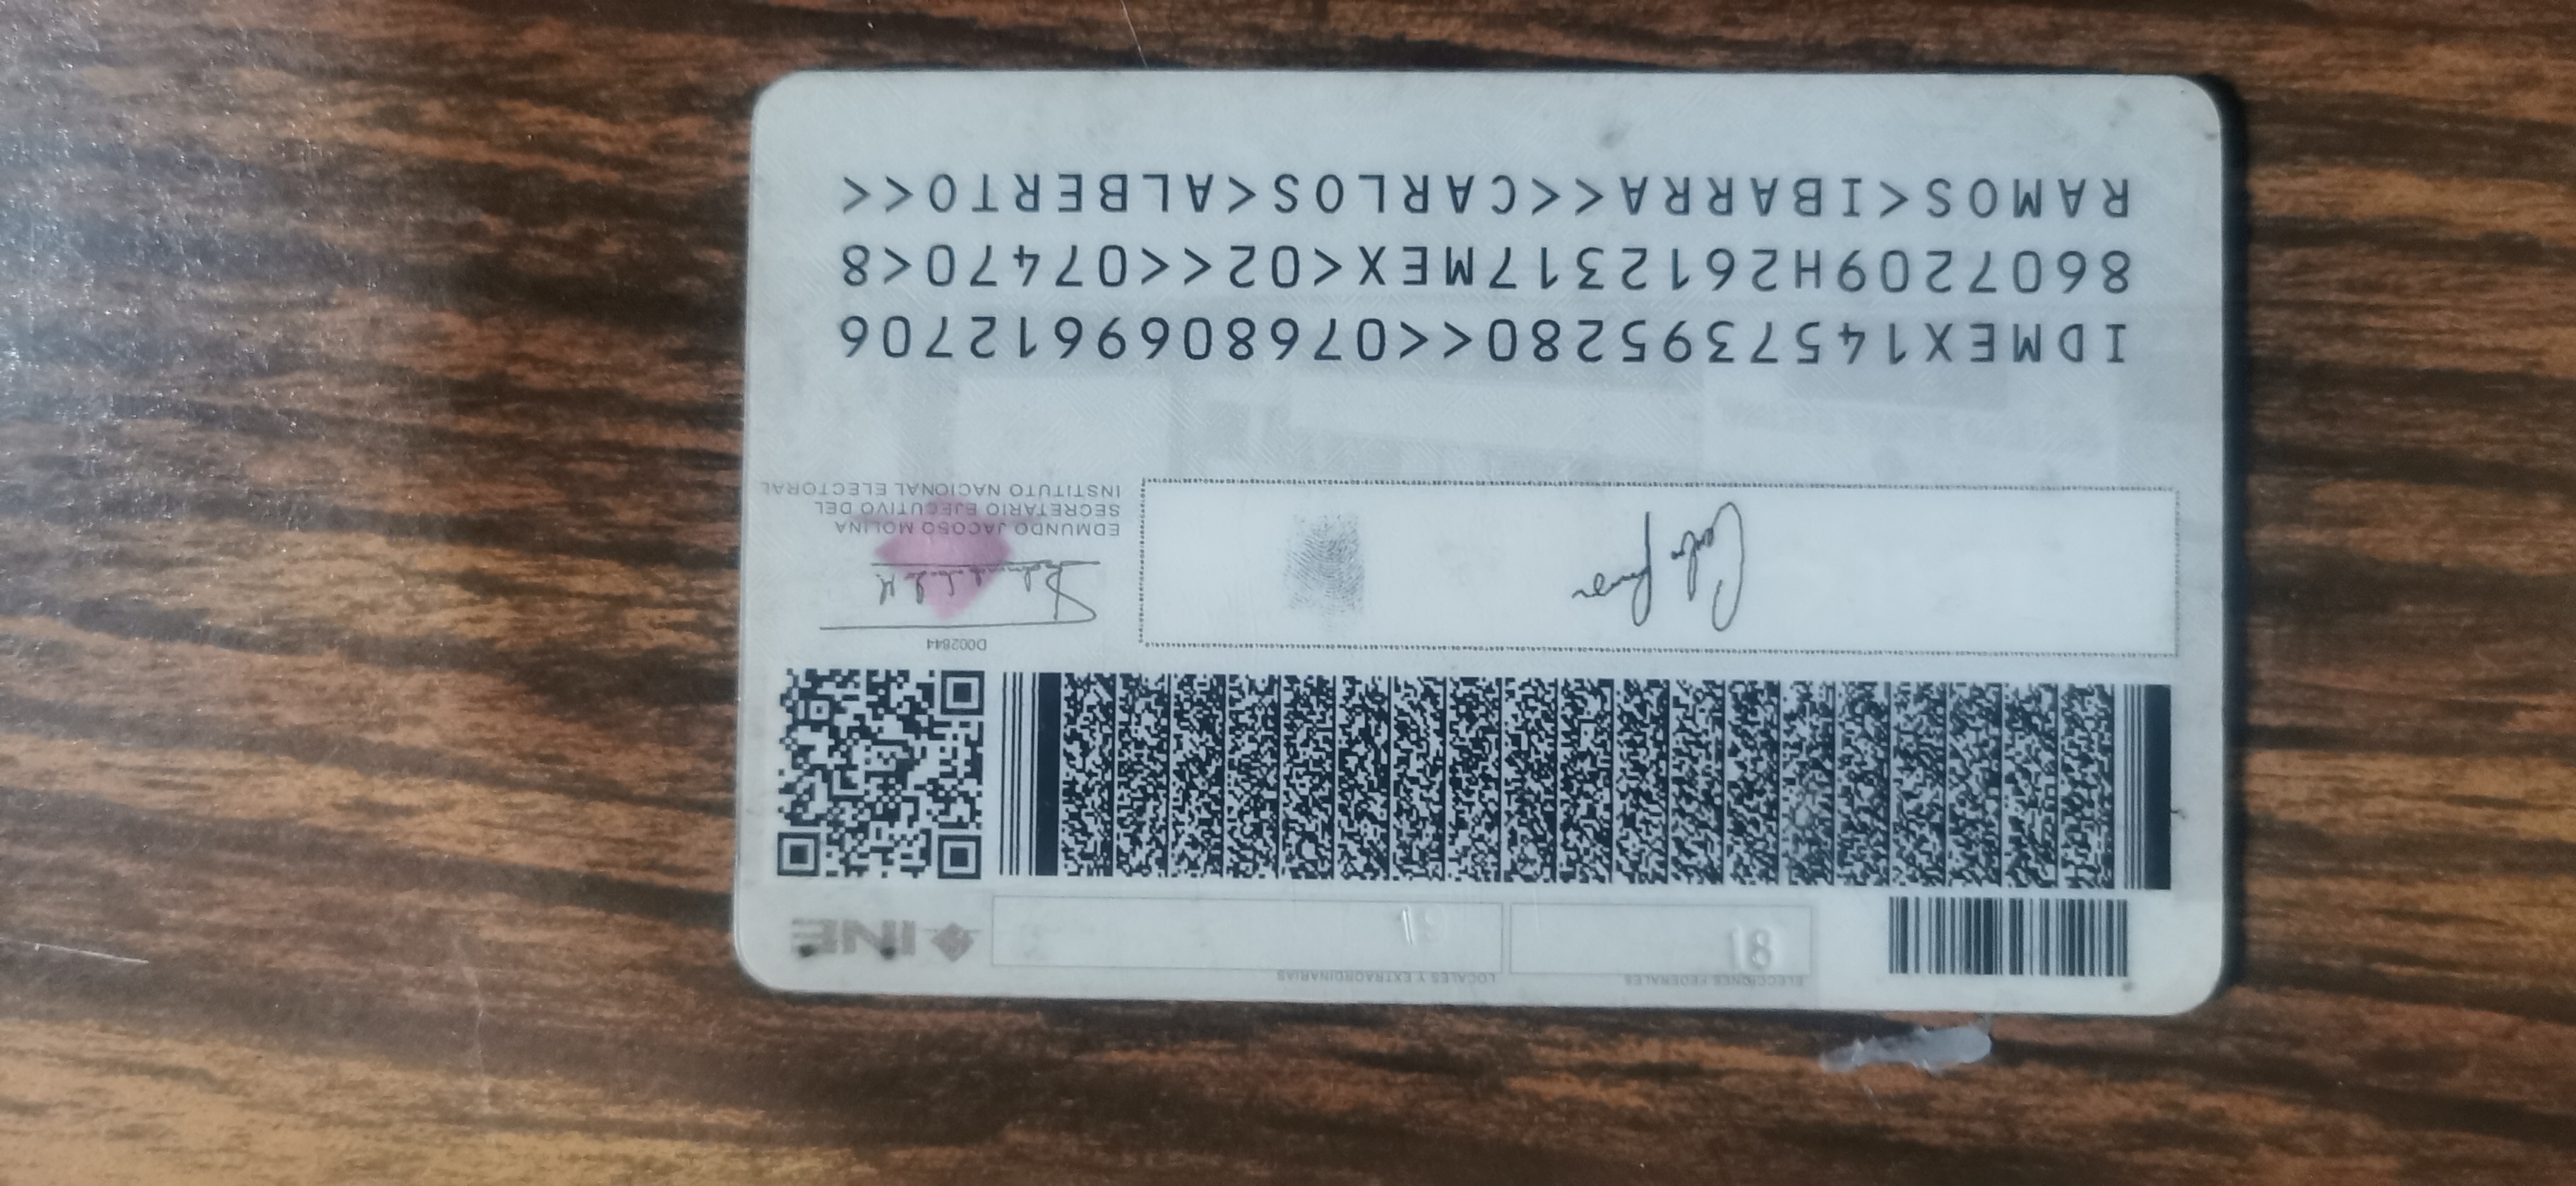 ELECCIONES FEDERALES
LOCALES Y EXTRAORDINARIAS
18
19
INE
D002844
EDMUNDO JACOBO MOLINA
SECRETARIO EJECUTIVO DEL
INSTITUTO NACIONAL ELECTORAL
IDMEX1457395280<<0768069612706
8607209H2612317MEX<02<<07470<8
RAMOS<IBARRA<<CARLOS<ALBERTO<<